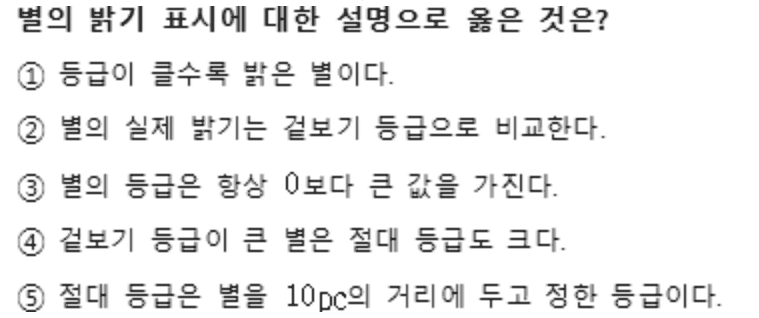 별의 밝기 표시에 대한 설명으로 옳은 것은?
① 등급이 클수록 밝은 별이다.
② 별의 실제 밝기는 겉보기 등급으로 비교한다.
③ 별의 등급은 항상 0보다 큰 값을 가진다.
④ 겉보기 등급이 큰 별은 절대 등급도 크다.
⑤ 절대 등급은 별을 10pc의 거리에 두고 정한 등급이다.